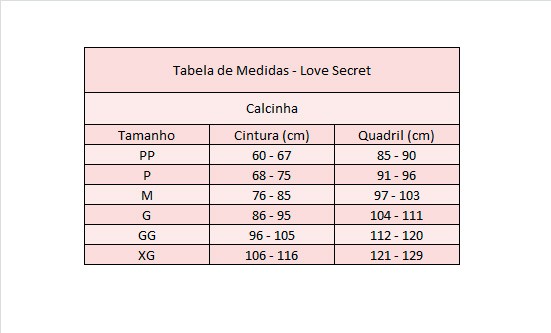 Tabela de Medidas - Love Secret
Calcinha
Tamanho Cintura (cm) Quadril (cm)
PP 60 - 67 85 - 90
P 68 - 75 91 - 96
M 76 - 85 97 - 103
G 86 - 95 104 - 111
GG 96 - 105 112 - 120
XG 106 - 116 121 - 129